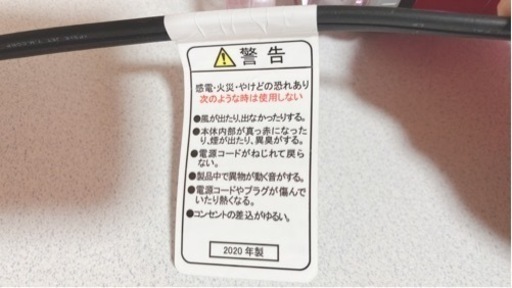 警告
感電・火災・やけどの恐れあり
次のような時は使用しない
●風が出たり、出なかったりする。
●本体内部が真っ赤になった
り、煙が出たり、異臭がする。
●電源コードがねじれて戻ら
ない。
●製品中で異物が動く音がする。
●電源コードやプラグが傷んで
いたり熱くなる。
●コンセントの差込がゆるい。
2020年製